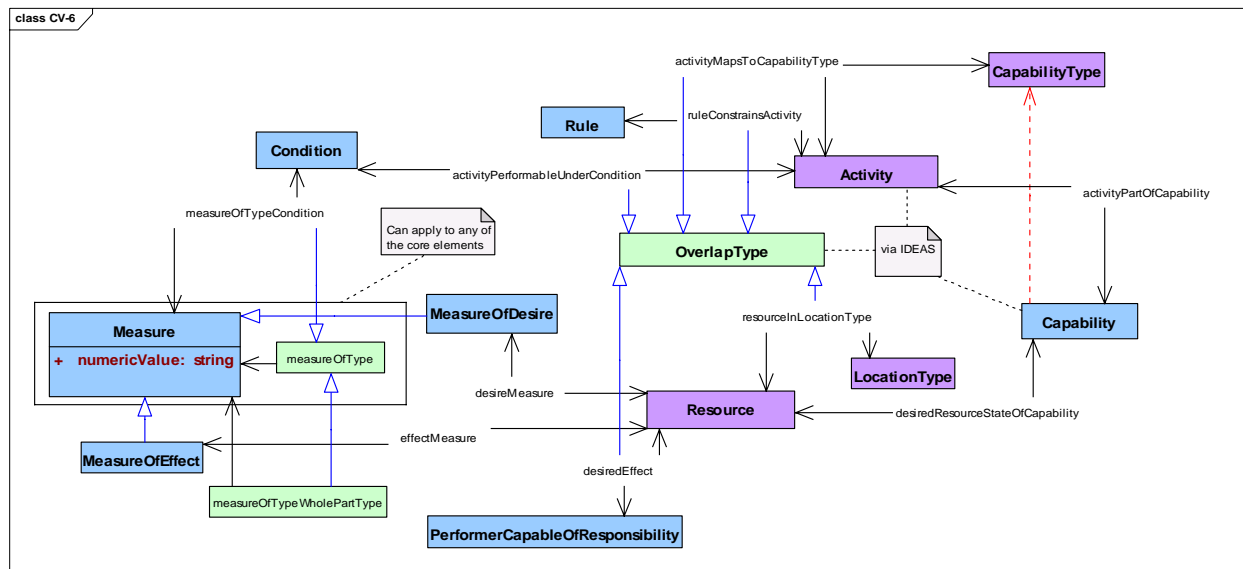 class CV-6
activityMapsToCapabilityType
CapabilityType
Rule
ruleConstrainsActivity
Condition
activityPerformableUnderCondition
Activity
activityPartOfCapability
measureOfTypeCondition
Can apply to any of
the core elements
OverlapType
via IDEAS
MeasureOfDesire
Capability
Measure
resourceInLocationType
+ numericValue: string
measureOfType
LocationType
desireMeasure
Resource
desiredResourceStateOfCapability
effectMeasure
MeasureOfEffect
desiredEffect
measureOfTypeWholePartType
PerformerCapableOfResponsibility